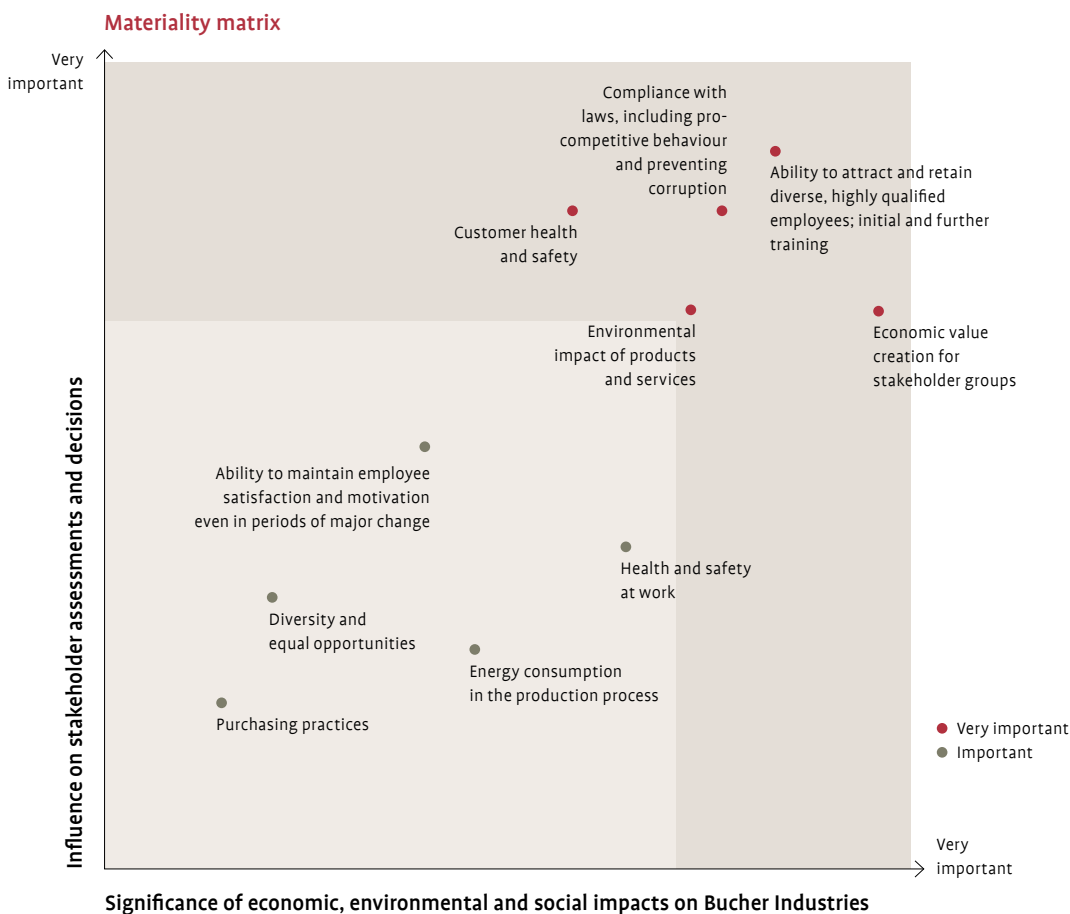 Materiality matrix
Very
important
Compliance with
laws, including pro-
competitive behaviour
and preventing
corruption
Ability to attract and retain
diverse, highly qualified
employees; initial and further
training
Customer health
and safety
Environmental
impact of products
and services
Economic value
creation for
stakeholder groups
Influence on stakeholder assessments and decisions
Ability to maintain employee
satisfaction and motivation
even in periods of major change
Health and safety
at work
Diversity and
equal opportunities
Energy consumption
in the production process
Purchasing practices
Very important
Important
Very
important
Significance of economic, environmental and social impacts on Bucher Industries